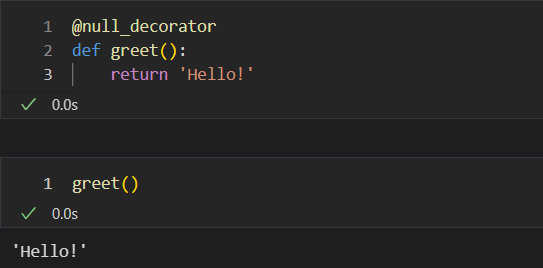 1 @null_decorator
2 def greet():
3 return 'Hello!'
0.0s
1 greet()
0.0s
'Hello!'